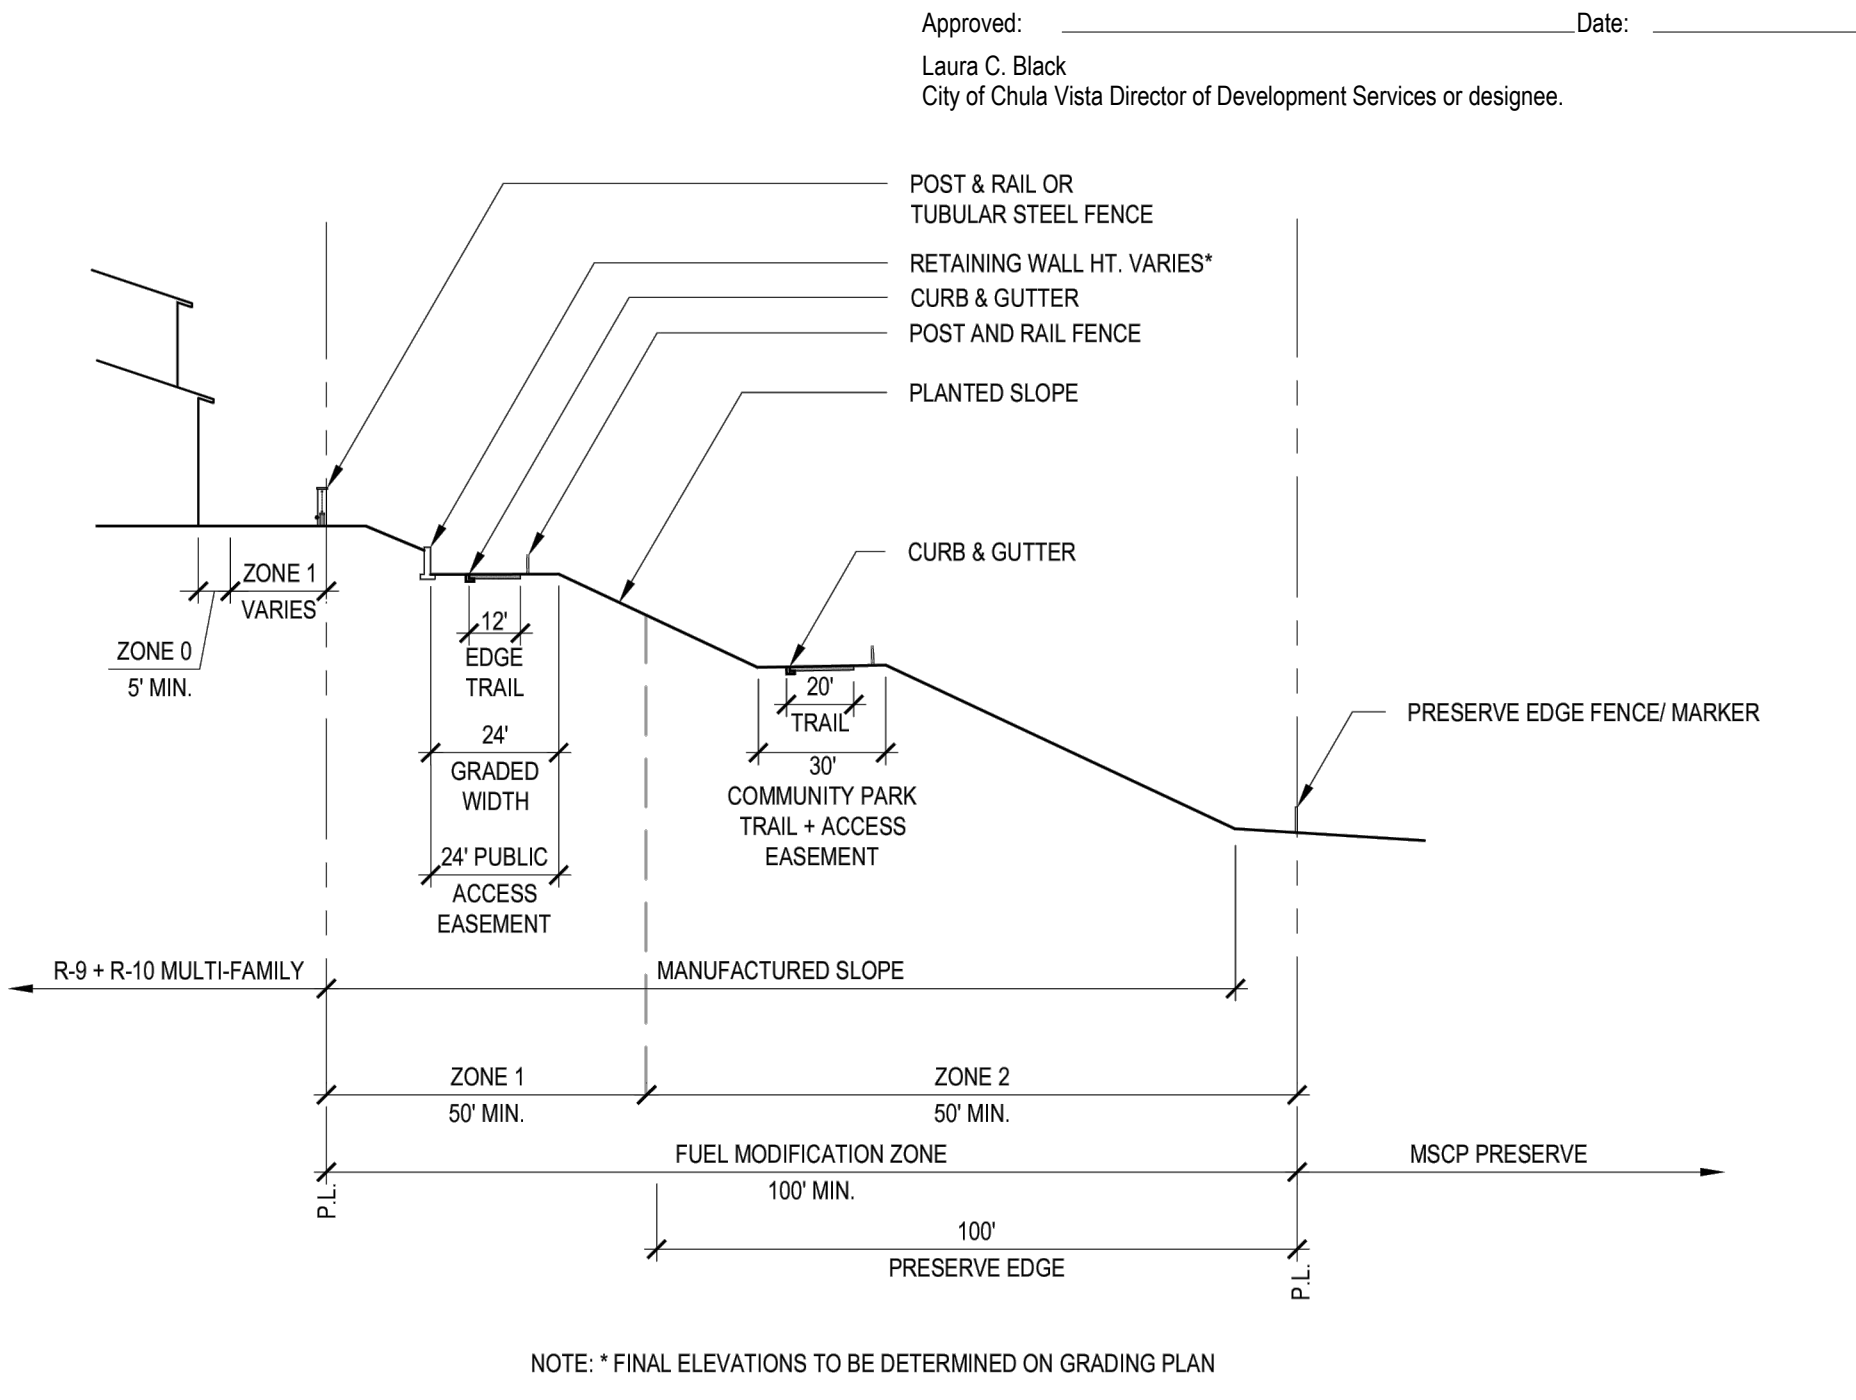 Approved: Date:
Laura C. Black
City of Chula Vista Director of Development Services or designee.
POST & RAIL OR
TUBULAR STEEL FENCE
RETAINING WALL HT. VARIES*
CURB & GUTTER
POST AND RAIL FENCE
PLANTED SLOPE
CURB & GUTTER
ZONE 1
VARIES
ZONE 0
5' MIN.
12'
EDGE
TRAIL
20'
TRAIL
PRESERVE EDGE FENCE/ MARKER
24'
GRADED
WIDTH
30'
COMMUNITY PARK
TRAIL + ACCESS
EASEMENT
24' PUBLIC
ACCESS
EASEMENT
R-9 + R-10 MULTI-FAMILY
MANUFACTURED SLOPE
ZONE 1
50' MIN.
ZONE 2
50' MIN.
FUEL MODIFICATION ZONE
100' MIN.
MSCP PRESERVE
P.L.
100'
PRESERVE EDGE
P.L.
NOTE: * FINAL ELEVATIONS TO BE DETERMINED ON GRADING PLAN